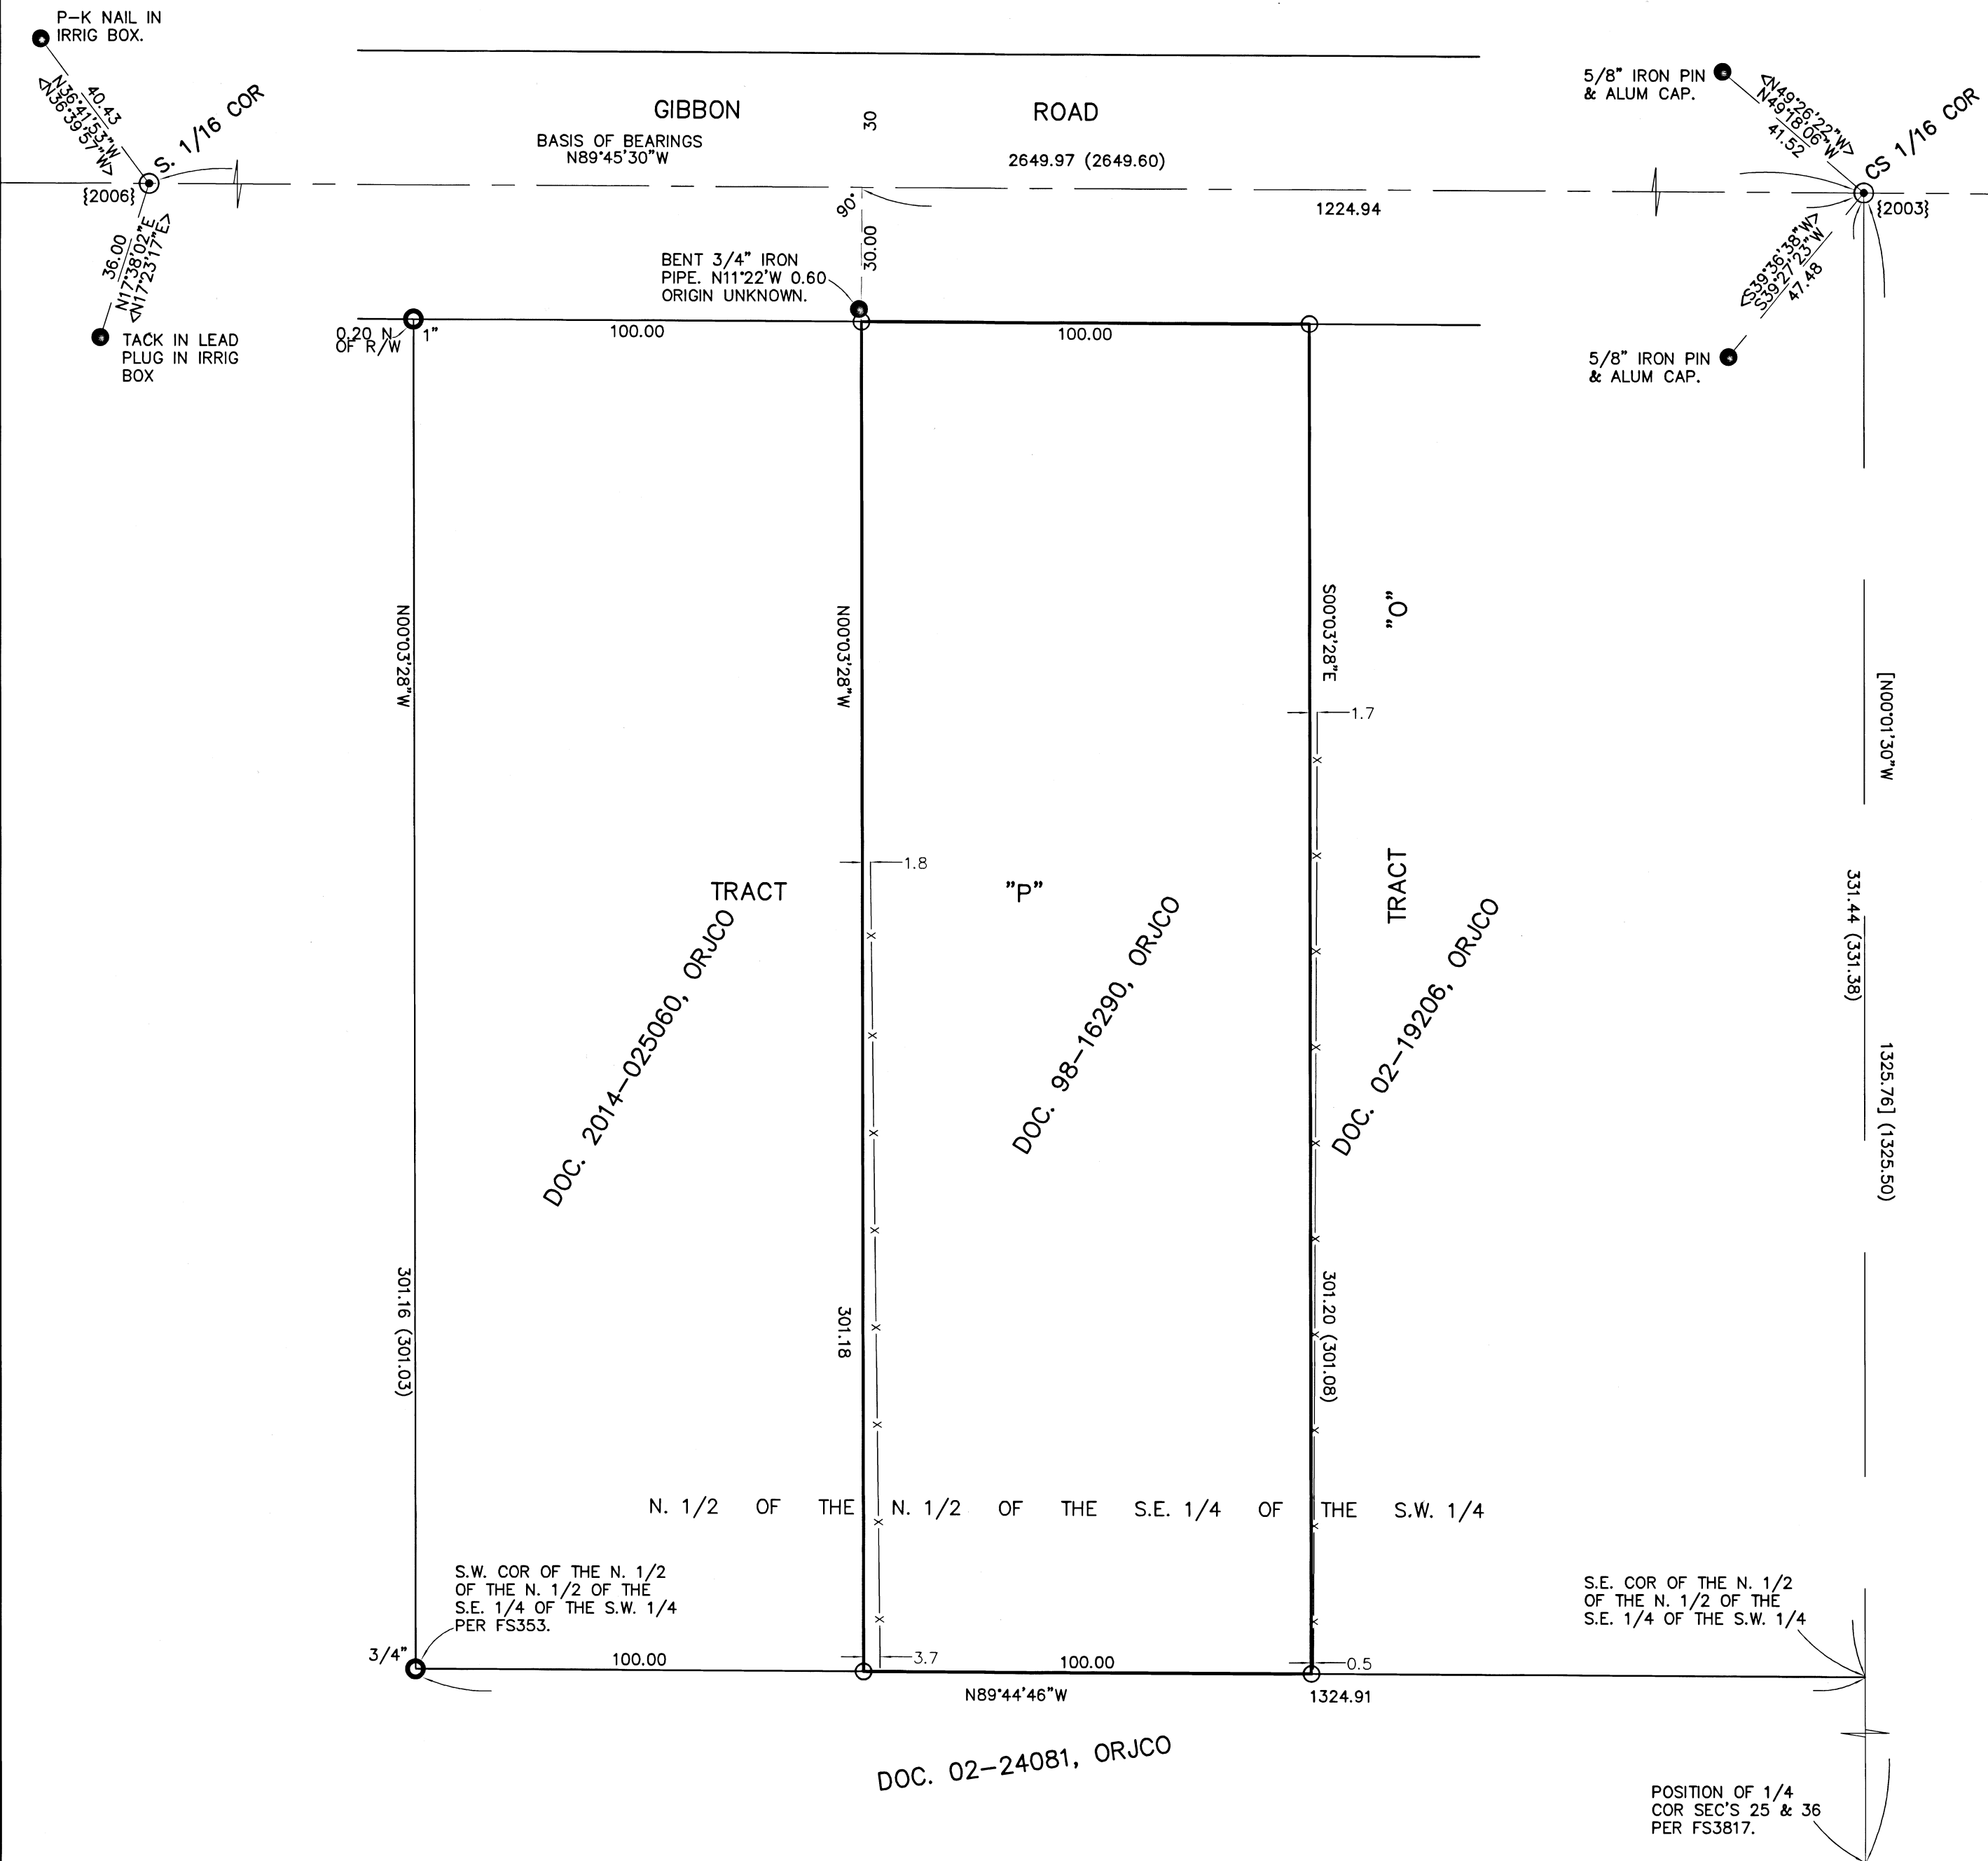 P-K NAIL IN
IRRIG BOX.
40.43
N36°41'53"W
<N36°39'57"W>
S. 1/16 COR
{2006}
36.00
N17°38'02"E
<N17°23'17"E>
TACK IN LEAD
PLUG IN IRRIG
BOX
GIBBON ROAD
BASIS OF BEARINGS
N89°45'30"W
30
2649.97 (2649.60)
90°
30.00
1224.94
5/8" IRON PIN
& ALUM CAP.
<N49°26'22"W>
N49°18'06"W
41.52
CS 1/16 COR
{2003}
<S39°36'38"W>
S39°27'23"W
47.48
5/8" IRON PIN
& ALUM CAP.
BENT 3/4" IRON
PIPE. N11°22'W 0.60
ORIGIN UNKNOWN.
0.20 N
OF R/W
1"
100.00
100.00
N00°03'28"W
N00°03'28"W
S00°03'28"E
"O"
TRACT
[N00°01'30"W
1325.76] (1325.50)
331.44 (331.38)
1.7
1.8
TRACT "P"
DOC. 2014-025060, ORJCO
DOC. 98-16290, ORJCO
DOC. 02-19206, ORJCO
301.16 (301.03)
301.18
301.20 (301.08)
N. 1/2 OF THE N. 1/2 OF THE S.E. 1/4 OF THE S.W. 1/4
S.W. COR OF THE N. 1/2
OF THE N. 1/2 OF THE
S.E. 1/4 OF THE S.W. 1/4
PER FS353.
S.E. COR OF THE N. 1/2
OF THE N. 1/2 OF THE
S.E. 1/4 OF THE S.W. 1/4
3/4"
100.00
3.7
100.00
0.5
N89°44'46"W
1324.91
DOC. 02-24081, ORJCO
POSITION OF 1/4
COR SEC'S 25 & 36
PER FS3817.